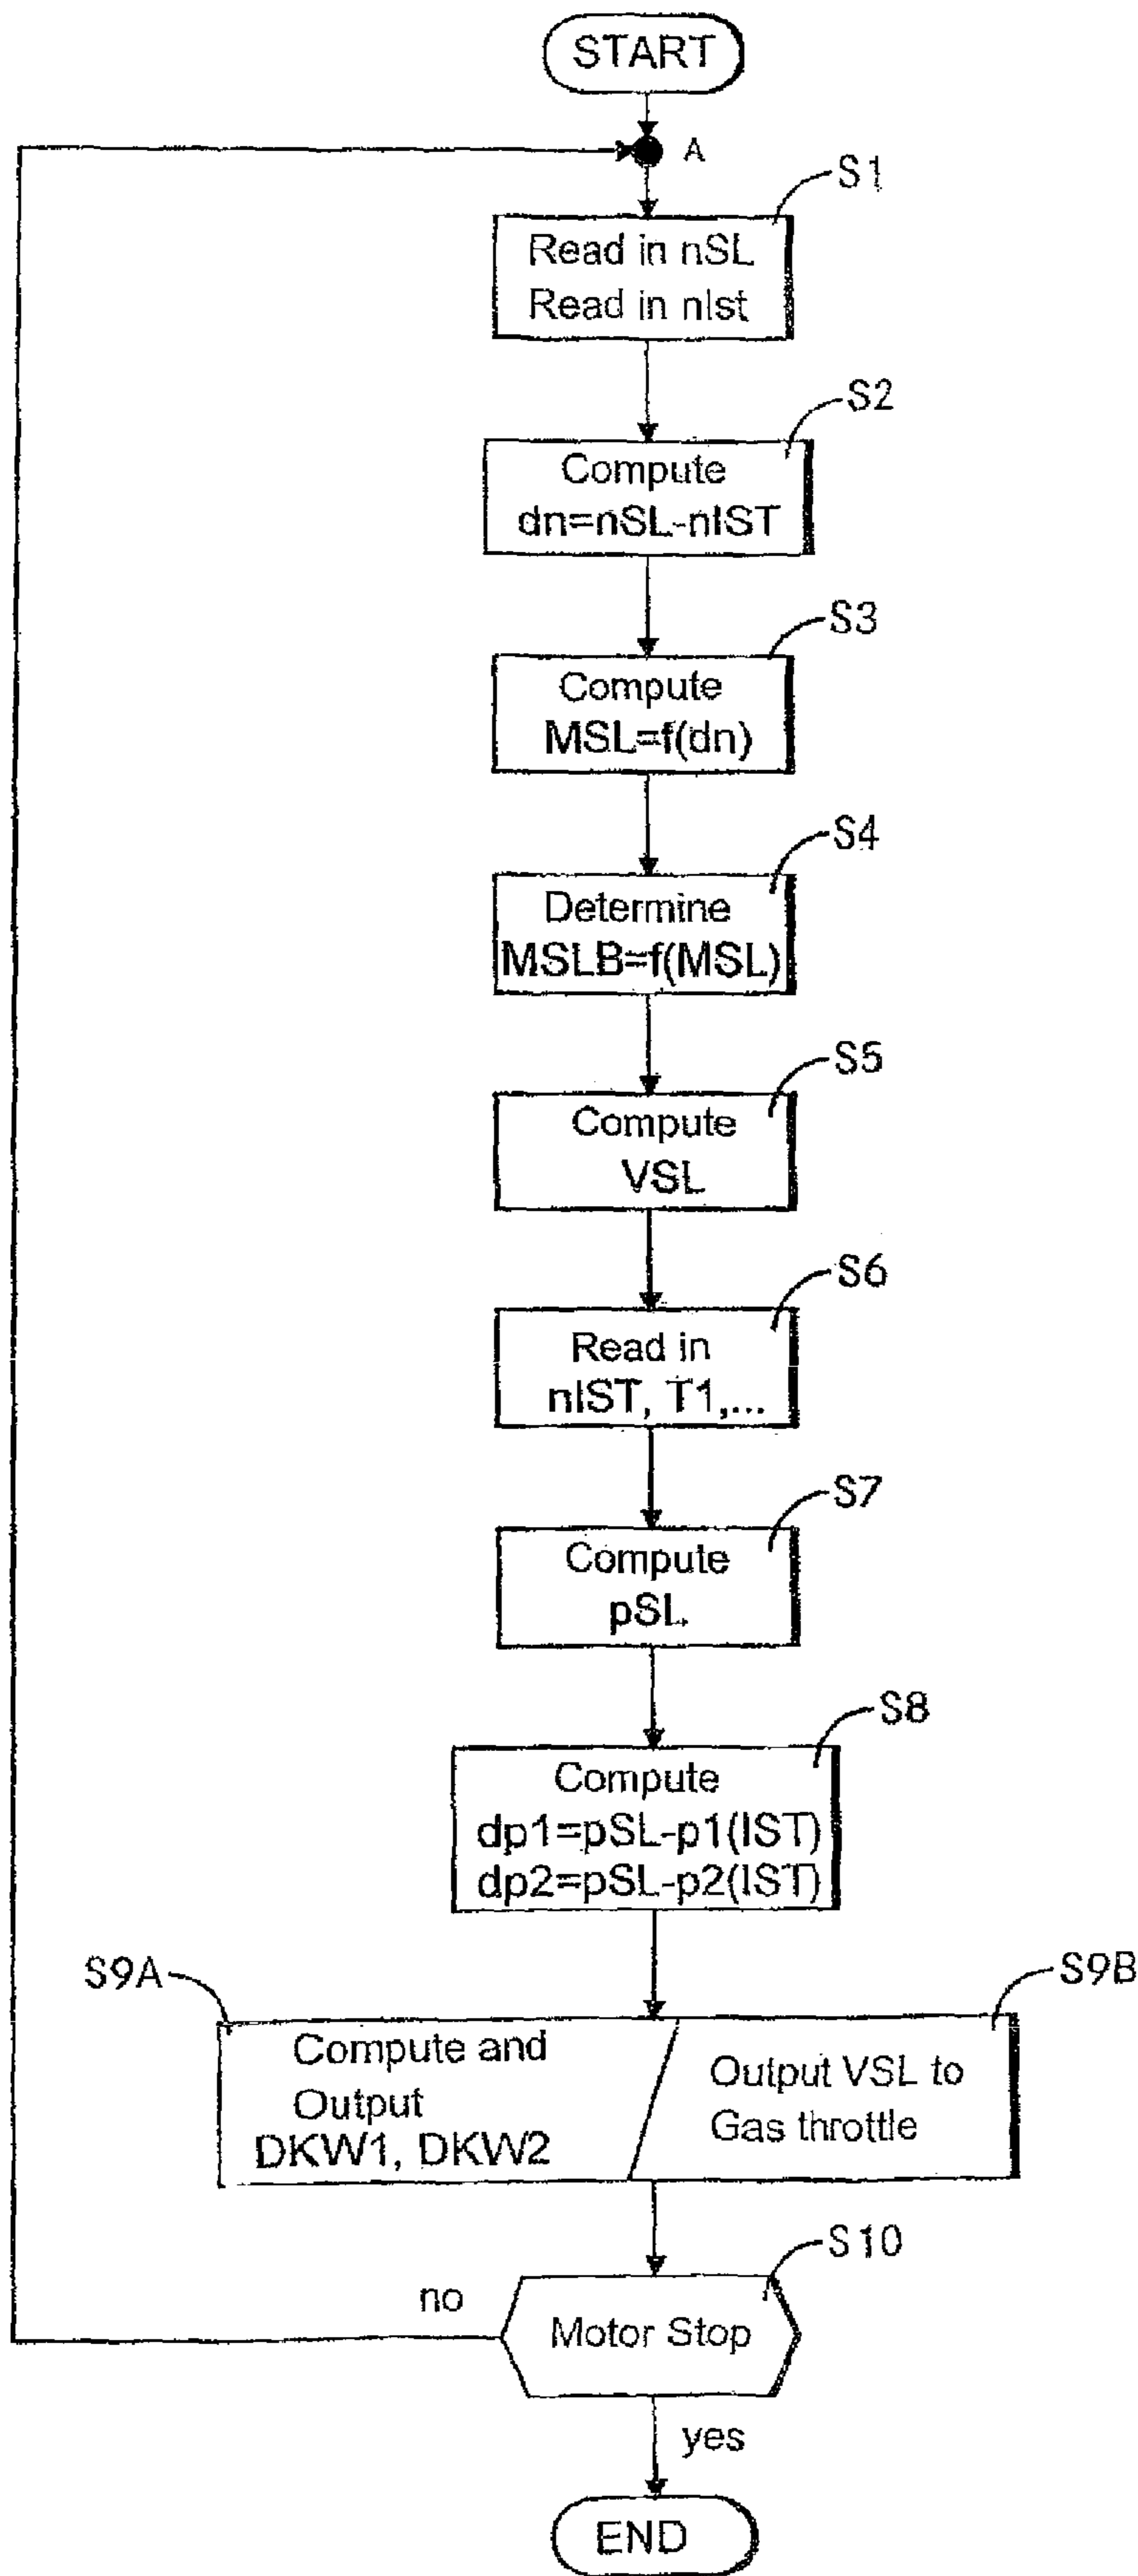 START
A
S1
Read in nSL
Read in nIst
S2
Compute
dn=nSL-nIST
S3
Compute
MSL=f(dn)
S4
Determine
MSLB=f(MSL)
S5
Compute
VSL
S6
Read in
nIST, T1,...
S7
Compute
pSL
S8
Compute
dp1=pSL-p1(IST)
dp2=pSL-p2(IST)
S9A
S9B
Compute and
Output
DKW1, DKW2
Output VSL to
Gas throttle
S10
no
Motor Stop
yes
END